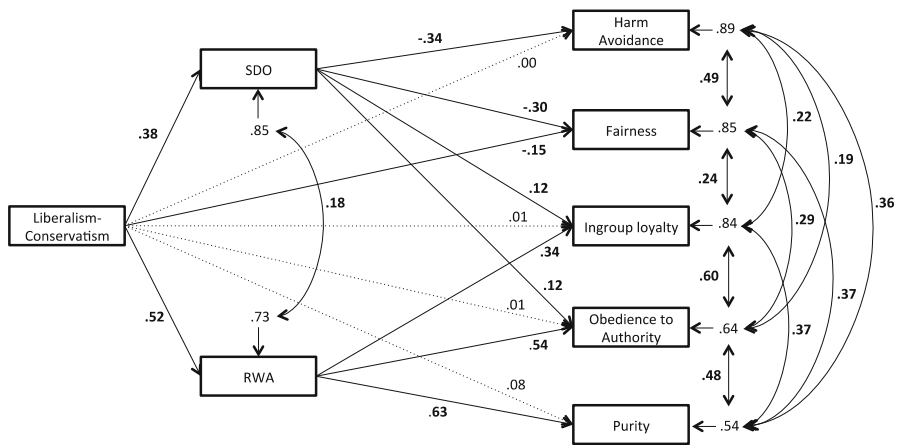 Harm
Avoidance
.89
-.34
.00
SDO
.49
.22
.85
-.30
Fairness
.85
.38
-.15
.19
.12
.24
.29
.36
Liberalism-
Conservatism
.18
.01
Ingroup loyalty
.84
.34
.60
.37
.52
.73
.12
.01
Obedience to
Authority
.64
.37
.54
RWA
.08
.48
.63
Purity
.54